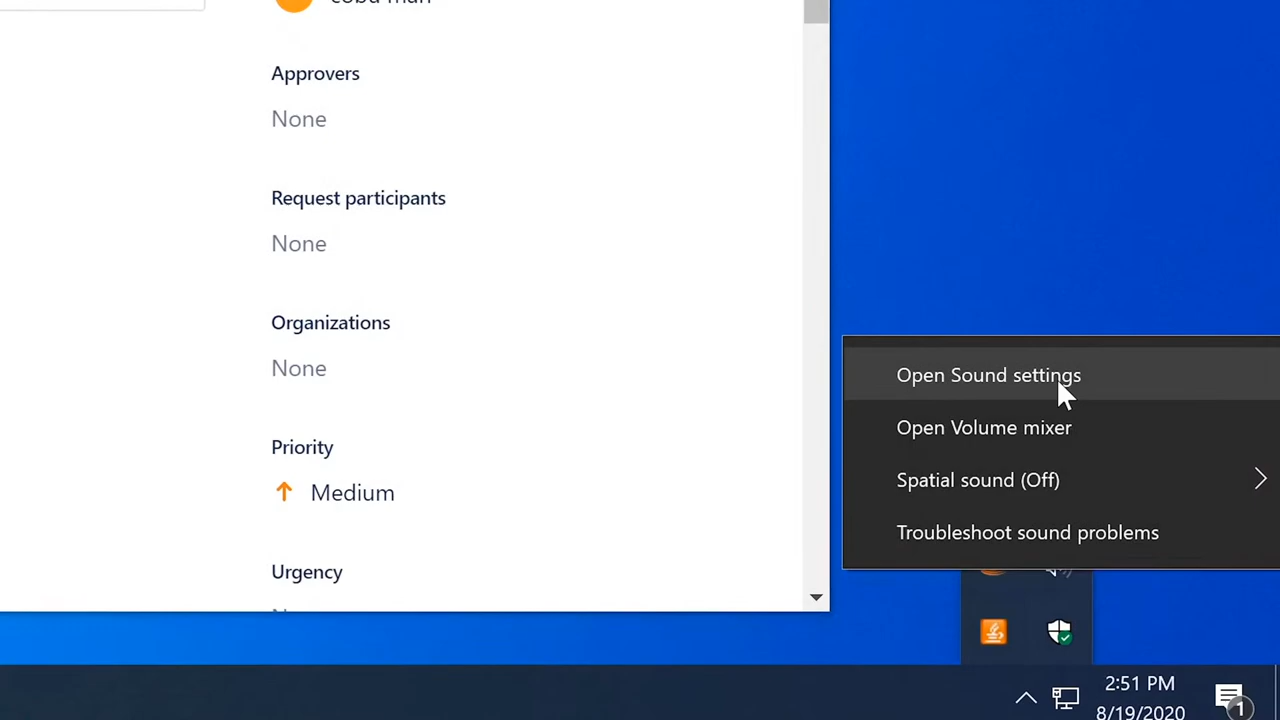 Approvers
None
Request participants
None
Organizations
None
Priority
Medium
Urgency
Open Sound settings
Open Volume mixer
Spatial sound (Off)
Troubleshoot sound problems
2:51 PM
8/19/2020
1